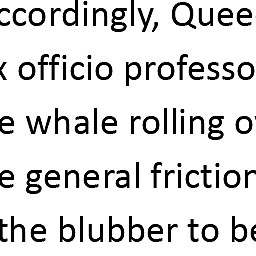 ccordingly, Quee
x officio professo
e whale rolling o
e general friction
the blubber to be